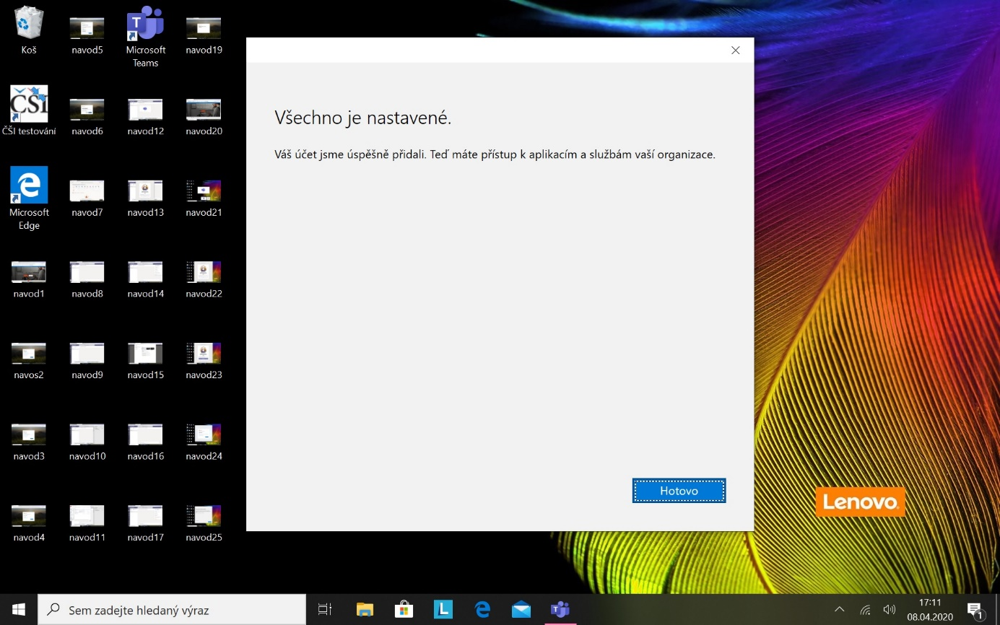 Koš
navod5
Microsoft
Teams
navod19
ČŠI
ČŠI testování
navod6
navod12
navod20
Microsoft
Edge
navod7
navod13
navod21
navod1
navod8
navod14
navod22
navos2
navod9
navod15
navod23
navod3
navod10
navod16
navod24
navod4
navod11
navod17
navod25
Všechno je nastavené.
Váš účet jsme úspěšně přidali. Teď máte přístup k aplikacím a službám vaší organizace.
Hotovo
Lenovo.
Sem zadejte hledaný výraz
L
17:11
08.04.2020
1